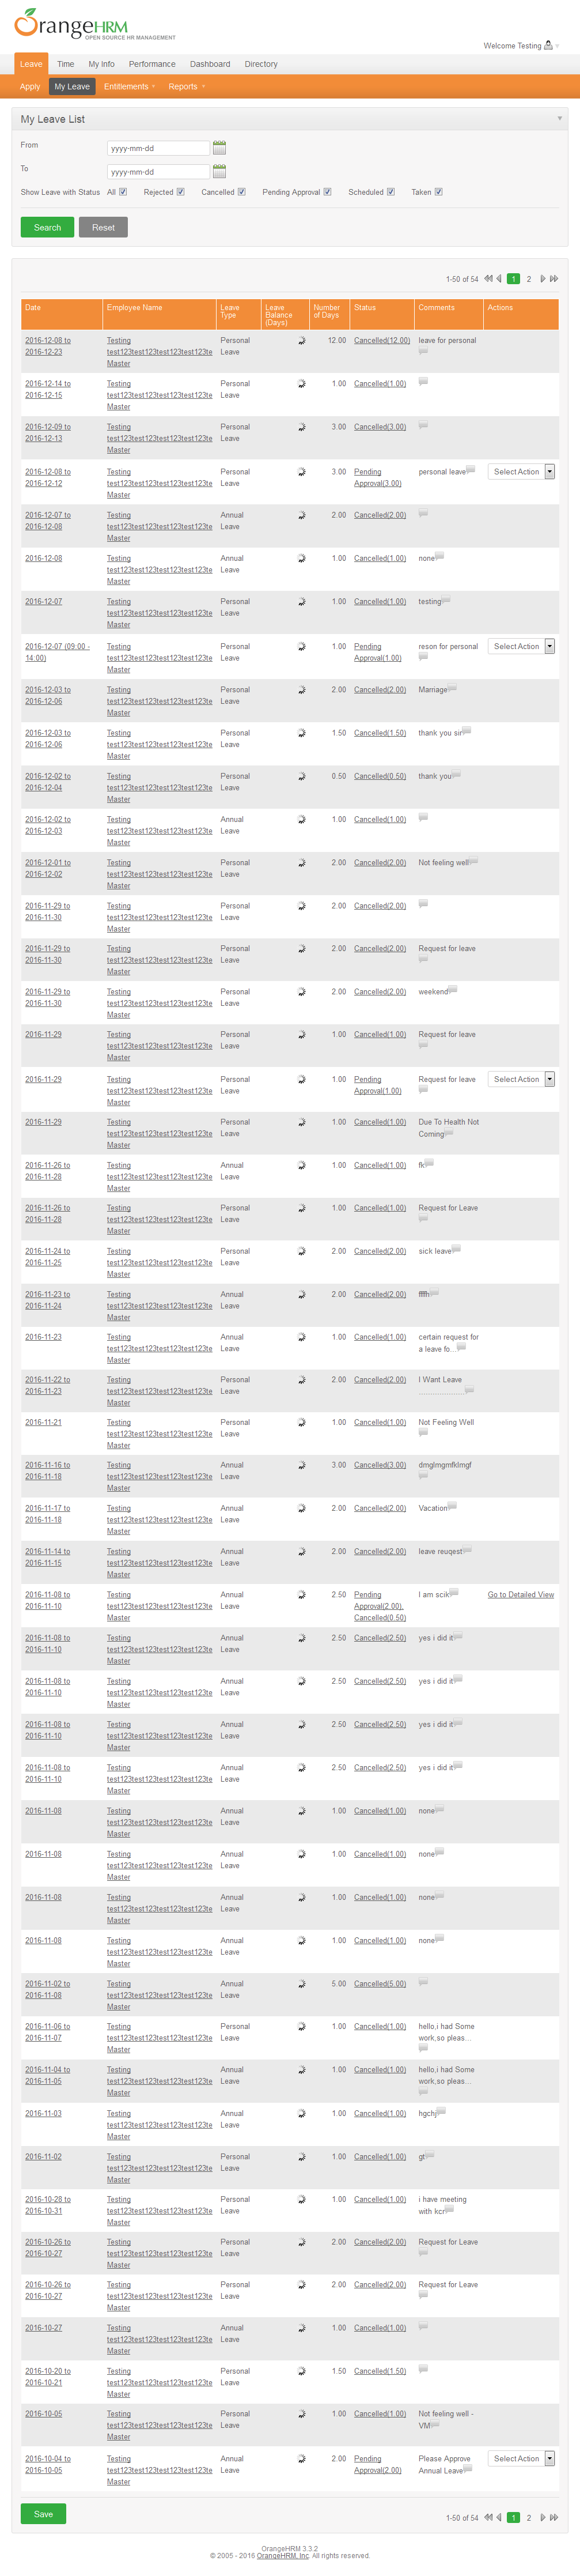 OrangeHRM
OPEN SOURCE HR MANAGEMENT
Welcome Testing
Leave Time My Info Performance Dashboard Directory
Apply My Leave Entitlements Reports
My Leave List
From yyyy-mm-dd
To yyyy-mm-dd
Show Leave with Status All Rejected Cancelled Pending Approval Scheduled Taken
Search Reset
1-50 of 54 1 2
Date Employee Name Leave Type Leave Balance (Days) Number of Days Status Comments Actions
2016-12-08 to Testing Personal 12.00 Cancelled(12.00) leave for personal
2016-12-23 test123test123test123test123te Leave
Master
2016-12-14 to Testing Personal 1.00 Cancelled(1.00)
2016-12-15 test123test123test123test123te Leave
Master
2016-12-09 to Testing Personal 3.00 Cancelled(3.00)
2016-12-13 test123test123test123test123te Leave
Master
2016-12-08 to Testing Personal 3.00 Pending personal leave Select Action
2016-12-12 test123test123test123test123te Leave Approval(3.00)
Master
2016-12-07 to Testing Annual 2.00 Cancelled(2.00)
2016-12-08 test123test123test123test123te Leave
Master
2016-12-08 Testing Annual 1.00 Cancelled(1.00) none
test123test123test123test123te Leave
Master
2016-12-07 Testing Personal 1.00 Cancelled(1.00) testing
test123test123test123test123te Leave
Master
2016-12-07 (09:00 - Testing Personal 1.00 Pending reson for personal Select Action
14:00) test123test123test123test123te Leave Approval(1.00)
Master
2016-12-03 to Testing Personal 2.00 Cancelled(2.00) Marriage
2016-12-06 test123test123test123test123te Leave
Master
2016-12-03 to Testing Personal 1.50 Cancelled(1.50) thank you sir
2016-12-06 test123test123test123test123te Leave
Master
2016-12-02 to Testing Personal 0.50 Cancelled(0.50) thank you
2016-12-04 test123test123test123test123te Leave
Master
2016-12-02 to Testing Annual 1.00 Cancelled(1.00)
2016-12-03 test123test123test123test123te Leave
Master
2016-12-01 to Testing Personal 2.00 Cancelled(2.00) Not feeling well
2016-12-02 test123test123test123test123te Leave
Master
2016-11-29 to Testing Personal 2.00 Cancelled(2.00)
2016-11-30 test123test123test123test123te Leave
Master
2016-11-29 to Testing Personal 2.00 Cancelled(2.00) Request for leave
2016-11-30 test123test123test123test123te Leave
Master
2016-11-29 to Testing Personal 2.00 Cancelled(2.00) weekend
2016-11-30 test123test123test123test123te Leave
Master
2016-11-29 Testing Personal 1.00 Cancelled(1.00) Request for leave
test123test123test123test123te Leave
Master
2016-11-29 Testing Personal 1.00 Pending Request for leave Select Action
test123test123test123test123te Leave Approval(1.00)
Master
2016-11-29 Testing Personal 1.00 Cancelled(1.00) Due To Health Not
test123test123test123test123te Leave Coming
Master
2016-11-26 to Testing Personal 1.00 Cancelled(1.00) fk
2016-11-28 test123test123test123test123te Leave
Master
2016-11-26 to Testing Personal 1.00 Cancelled(1.00) Request for Leave
2016-11-28 test123test123test123test123te Leave
Master
2016-11-24 to Testing Personal 2.00 Cancelled(2.00) sick leave
2016-11-25 test123test123test123test123te Leave
Master
2016-11-23 to Testing Annual 2.00 Cancelled(2.00)
2016-11-24 test123test123test123test123te Leave
Master
2016-11-23 Testing Annual 1.00 Cancelled(1.00) certain request for
test123test123test123test123te Leave a leave fo...
Master
2016-11-22 to Testing Personal 2.00 Cancelled(2.00) I Want Leave
2016-11-23 test123test123test123test123te Leave ......................
Master
2016-11-21 Testing Personal 1.00 Cancelled(1.00) Not Feeling Well
test123test123test123test123te Leave
Master
2016-11-16 to Testing Annual 3.00 Cancelled(3.00) dmglmgmfklmgf
2016-11-18 test123test123test123test123te Leave
Master
2016-11-17 to Testing Annual 2.00 Cancelled(2.00) Vacation
2016-11-18 test123test123test123test123te Leave
Master
2016-11-14 to Testing Annual 2.00 Cancelled(2.00) leave reuqest
2016-11-15 test123test123test123test123te Leave
Master
2016-11-08 to Testing Annual 2.50 Pending I am scik Go to Detailed View
2016-11-10 test123test123test123test123te Leave Approval(2.00),
Master Cancelled(0.50)
2016-11-08 to Testing Annual 2.50 Cancelled(2.50) yes i did it
2016-11-10 test123test123test123test123te Leave
Master
2016-11-08 to Testing Annual 2.50 Cancelled(2.50) yes i did it
2016-11-10 test123test123test123test123te Leave
Master
2016-11-08 to Testing Annual 2.50 Cancelled(2.50) yes i did it
2016-11-10 test123test123test123test123te Leave
Master
2016-11-08 to Testing Annual 2.50 Cancelled(2.50) yes i did it
2016-11-10 test123test123test123test123te Leave
Master
2016-11-08 Testing Annual 1.00 Cancelled(1.00) none
test123test123test123test123te Leave
Master
2016-11-08 Testing Annual 1.00 Cancelled(1.00) none
test123test123test123test123te Leave
Master
2016-11-08 Testing Annual 1.00 Cancelled(1.00) none
test123test123test123test123te Leave
Master
2016-11-08 Testing Annual 1.00 Cancelled(1.00) none
test123test123test123test123te Leave
Master
2016-11-02 to Testing Annual 5.00 Cancelled(5.00)
2016-11-08 test123test123test123test123te Leave
Master
2016-11-06 to Testing Personal 1.00 Cancelled(1.00) hello,i had Some
2016-11-07 test123test123test123test123te Leave work,so pleas...
Master
2016-11-04 to Testing Annual 1.00 Cancelled(1.00) hello,i had Some
2016-11-05 test123test123test123test123te Leave work,so pleas...
Master
2016-11-03 Testing Annual 1.00 Cancelled(1.00) hgchj
test123test123test123test123te Leave
Master
2016-11-02 Testing Personal 1.00 Cancelled(1.00) gt
test123test123test123test123te Leave
Master
2016-10-28 to Testing Personal 1.00 Cancelled(1.00) i have meeting
2016-10-31 test123test123test123test123te Leave with kcr
Master
2016-10-26 to Testing Personal 2.00 Cancelled(2.00) Request for Leave
2016-10-27 test123test123test123test123te Leave
Master
2016-10-26 to Testing Personal 2.00 Cancelled(2.00) Request for Leave
2016-10-27 test123test123test123test123te Leave
Master
2016-10-27 Testing Annual 1.00 Cancelled(1.00)
test123test123test123test123te Leave
Master
2016-10-20 to Testing Personal 1.50 Cancelled(1.50)
2016-10-21 test123test123test123test123te Leave
Master
2016-10-05 Testing Personal 1.00 Cancelled(1.00) Not feeling well -
test123test123test123test123te Leave VM
Master
2016-10-04 to Testing Annual 2.00 Pending Please Approve Select Action
2016-10-05 test123test123test123test123te Leave Approval(2.00) Annual Leave
Master
Save 1-50 of 54 1 2
OrangeHRM 3.3.2
© 2005 - 2016 OrangeHRM, Inc. All rights reserved.